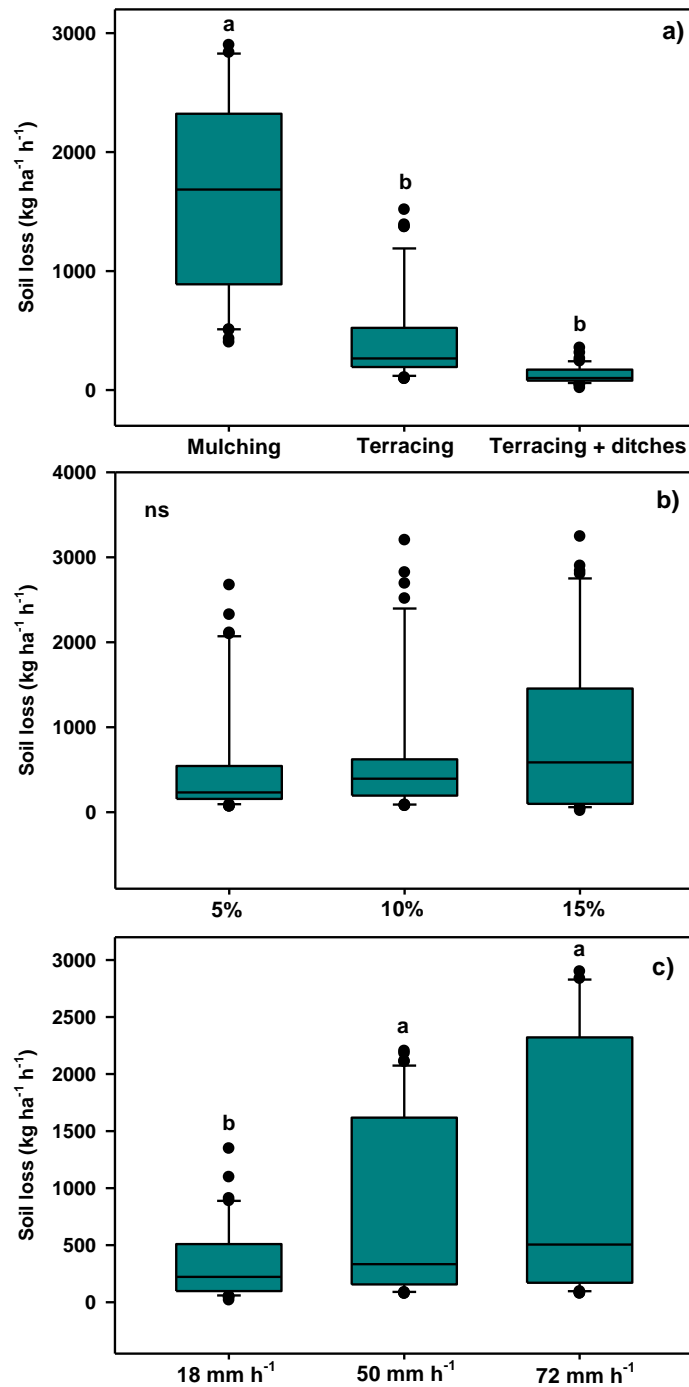 a)
a
b
b
3000
2000
1000
0
Soil loss (kg ha⁻¹ h⁻¹)
Mulching Terracing Terracing + ditches
b)
ns
4000
3000
2000
1000
0
Soil loss (kg ha⁻¹ h⁻¹)
5% 10% 15%
c)
b
a
a
3000
2500
2000
1500
1000
500
0
Soil loss (kg ha⁻¹ h⁻¹)
18 mm h⁻¹ 50 mm h⁻¹ 72 mm h⁻¹